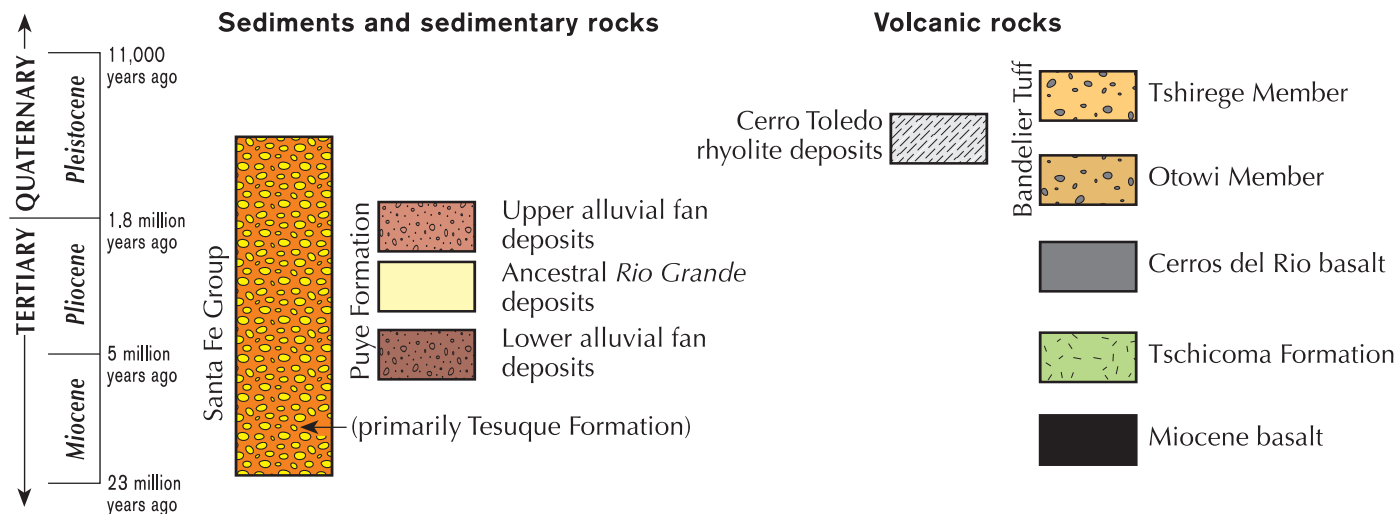 Sediments and sedimentary rocks
Volcanic rocks
QUATERNARY
TERTIARY
Pleistocene
Pliocene
Miocene
11,000
years ago
1.8 million
years ago
5 million
years ago
23 million
years ago
Santa Fe Group
(primarily Tesuque Formation)
Puye Formation
Upper alluvial fan
deposits
Ancestral Rio Grande
deposits
Lower alluvial fan
deposits
Cerro Toledo
rhyolite deposits
Bandelier Tuff
Tshirege Member
Otowi Member
Cerros del Rio basalt
Tschicoma Formation
Miocene basalt